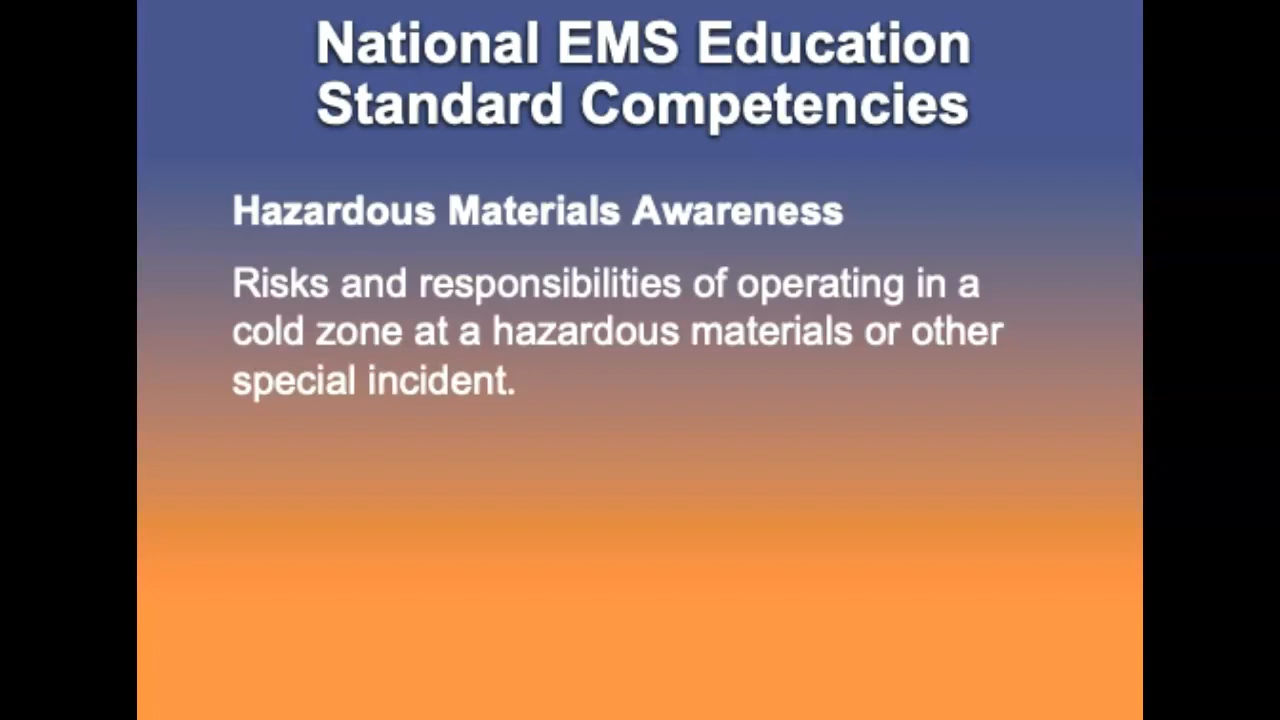 National EMS Education
Standard Competencies
Hazardous Materials Awareness
Risks and responsibilities of operating in a
cold zone at a hazardous materials or other
special incident.